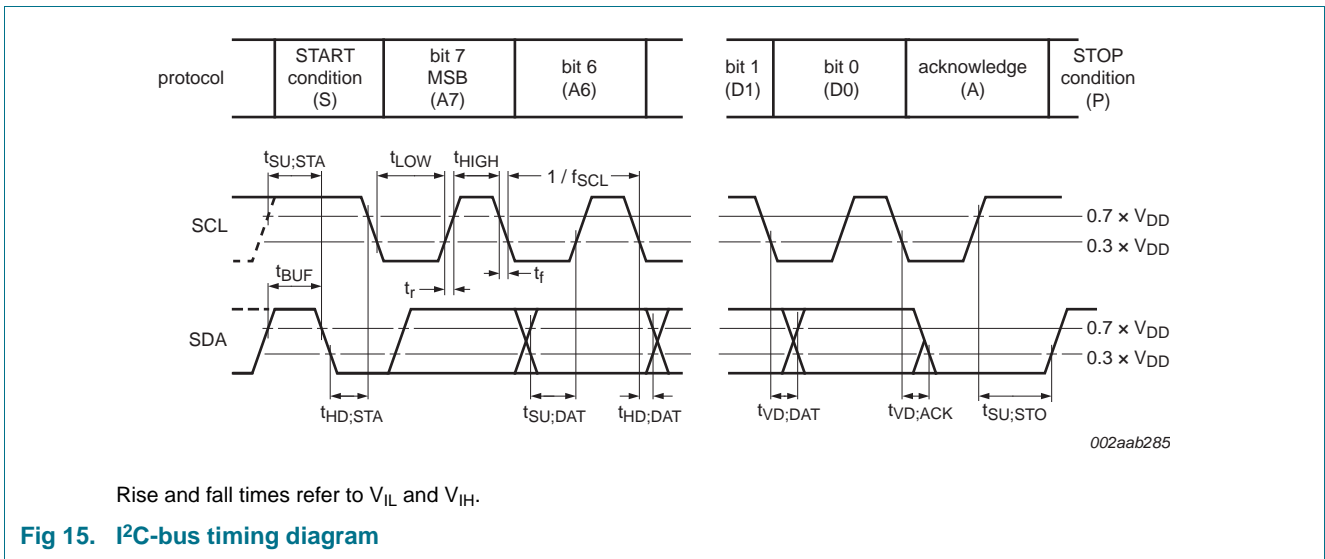 protocol
START
condition
(S)
bit 7
MSB
(A7)
bit 6
(A6)
bit 1
(D1)
bit 0
(D0)
acknowledge
(A)
STOP
condition
(P)
tSU;STA
tLOW
tHIGH
1 / fSCL
SCL
0.7 × VDD
0.3 × VDD
tBUF
tr
tf
SDA
0.7 × VDD
0.3 × VDD
tHD;STA
tSU;DAT
tHD;DAT
tVD;DAT
tVD;ACK
tSU;STO
002aab285
Rise and fall times refer to VIL and VIH.
Fig 15. I²C-bus timing diagram